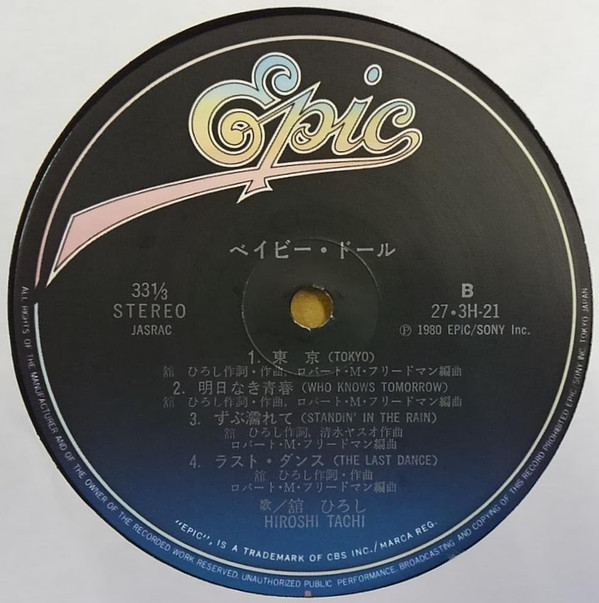 Epic
ベイビー・ドール
33⅓
STEREO
JASRAC
B
27・3H-21
Ⓟ 1980 EPIC/SONY Inc.
1. 東 京 (TOKYO)
舘 ひろし作詞・作曲, ロバート・M・フリードマン編曲
2. 明日なき青春 (WHO KNOWS TOMORROW)
舘 ひろし作詞・作曲, ロバート・M・フリードマン編曲
3. ずぶ濡れて (STANDIN' IN THE RAIN)
舘 ひろし作詞, 清水ヤスオ作曲
ロバート・M・フリードマン編曲
4. ラスト・ダンス (THE LAST DANCE)
舘 ひろし作詞・作曲
ロバート・M・フリードマン編曲
歌/舘 ひろし
HIROSHI TACHI
"EPIC", IS A TRADEMARK OF CBS INC./MARCA REG.
ALL RIGHTS OF THE MANUFACTURER AND OF THE OWNER OF THE RECORDED WORK RESERVED. UNAUTHORIZED PUBLIC PERFORMANCE. BROADCASTING AND COPYING OF THIS RECORD PROHIBITED EPIC/SONY INC. TOKYO JAPAN